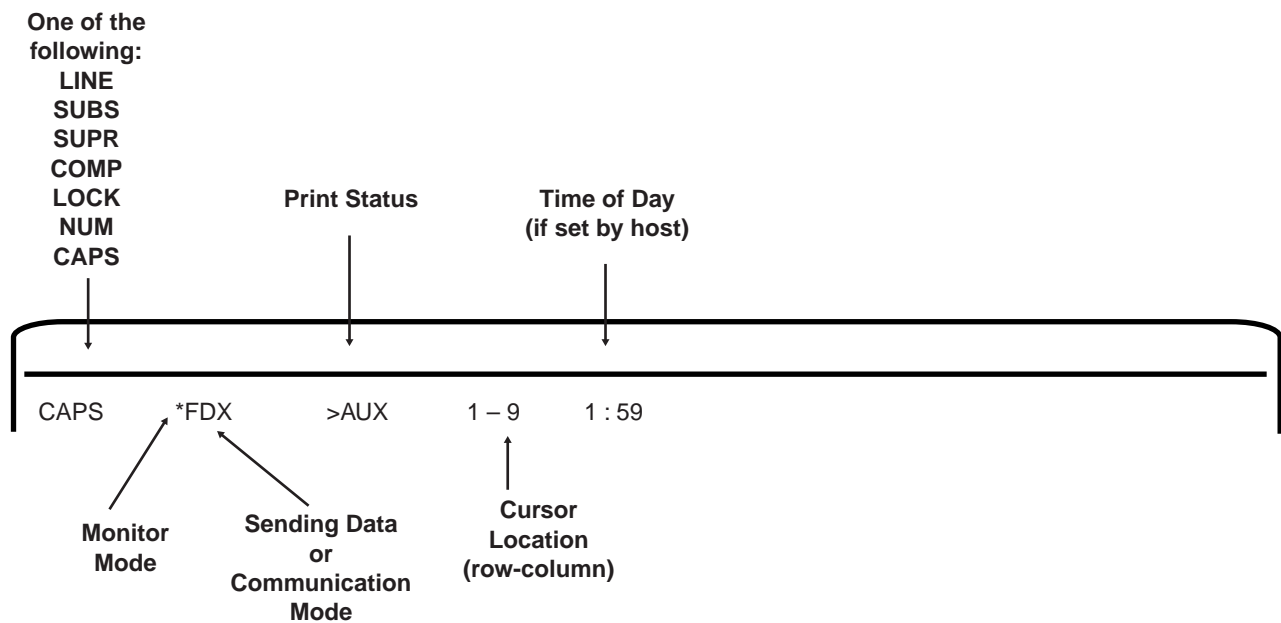 One of the
following:
LINE
SUBS
SUPR
COMP
LOCK
NUM
CAPS
Print Status
Time of Day
(if set by host)
CAPS *FDX >AUX 1 – 9 1 : 59
Monitor
Mode
Sending Data
or
Communication
Mode
Cursor
Location
(row-column)